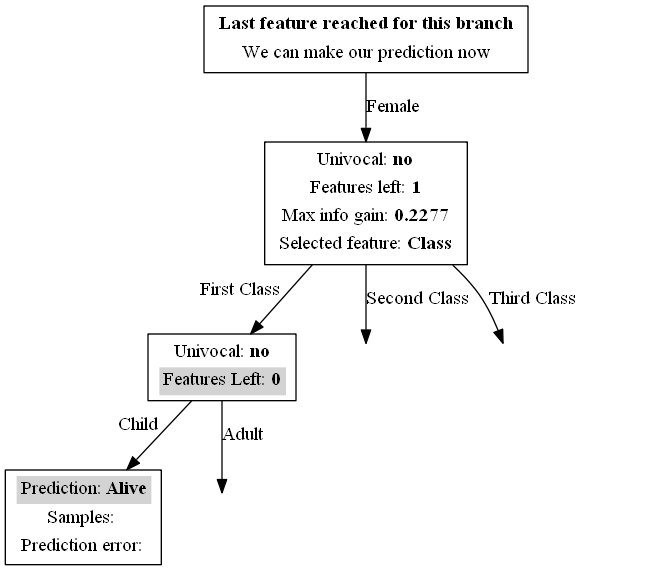 Last feature reached for this branch
We can make our prediction now
Female
Univocal: no
Features left: 1
Max info gain: 0.2277
Selected feature: Class
First Class
Second Class
Third Class
Univocal: no
Features Left: 0
Child
Adult
Prediction: Alive
Samples:
Prediction error: